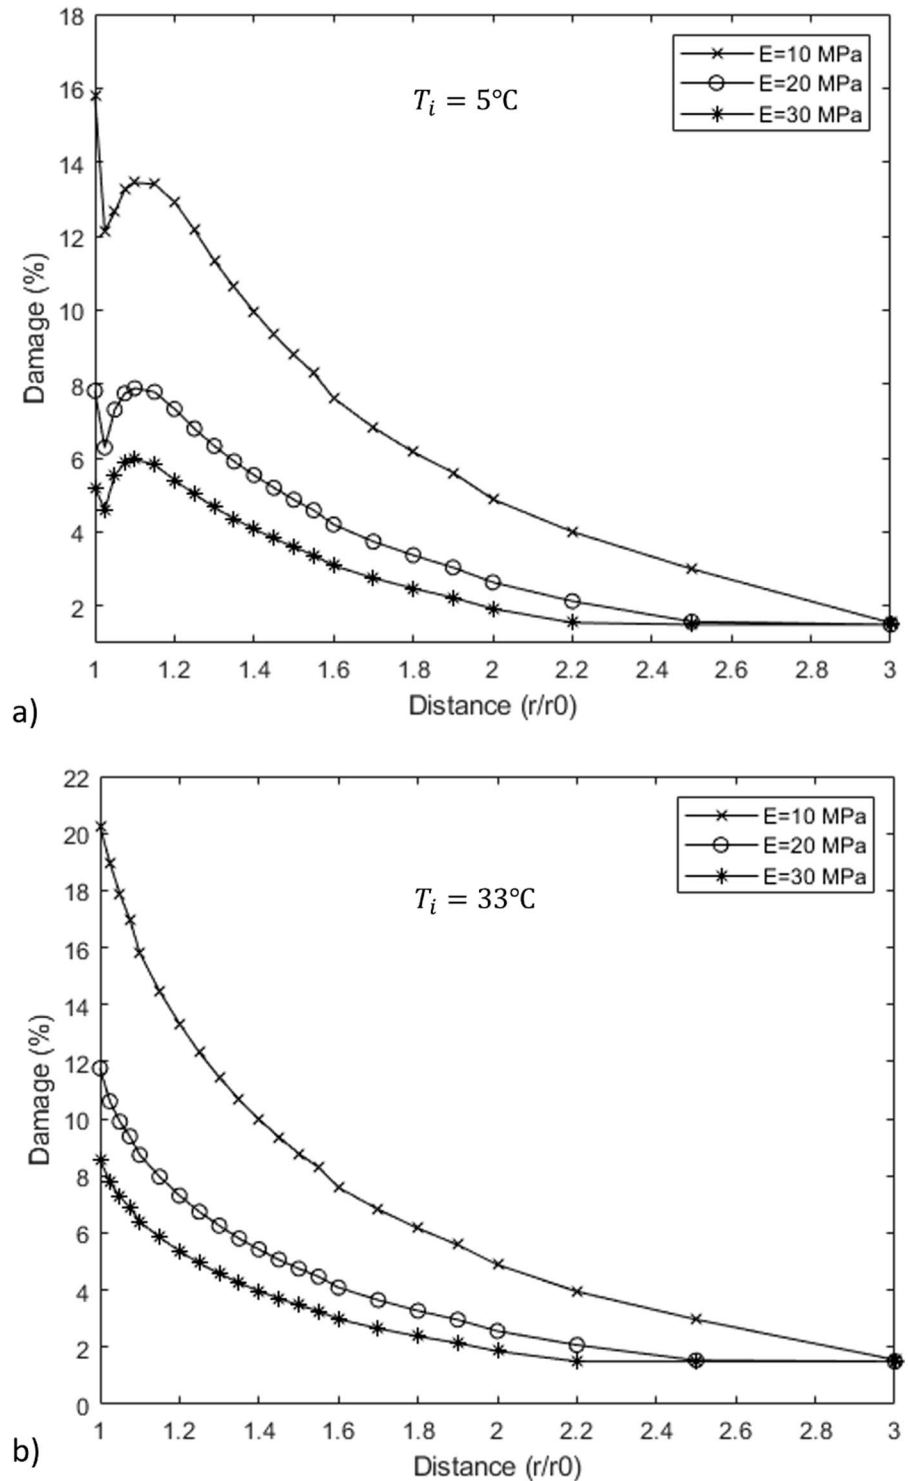 18
16
14
12
10
8
6
4
2
Damage (%)
E=10 MPa
E=20 MPa
E=30 MPa
T_i = 5°C
1 1.2 1.4 1.6 1.8 2 2.2 2.4 2.6 2.8 3
Distance (r/r0)
a)
22
20
18
16
14
12
10
8
6
4
2
0
Damage (%)
E=10 MPa
E=20 MPa
E=30 MPa
T_i = 33°C
1 1.2 1.4 1.6 1.8 2 2.2 2.4 2.6 2.8 3
Distance (r/r0)
b)